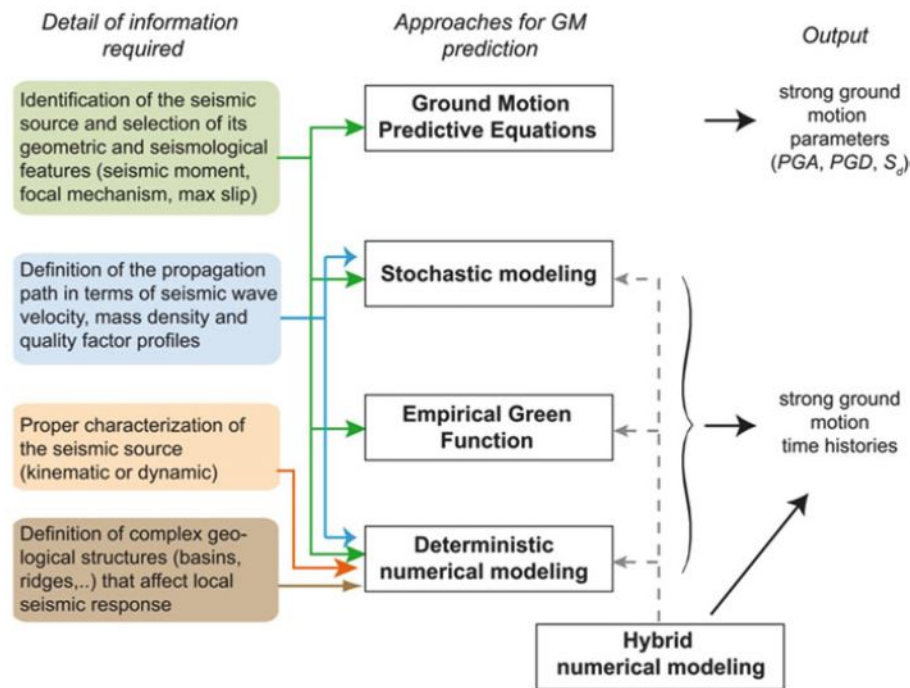 Detail of information
required
Approaches for GM
prediction
Output
Identification of the seismic
source and selection of its
geometric and seismological
features (seismic moment,
focal mechanism, max slip)
Ground Motion
Predictive Equations
strong ground
motion
parameters
(PGA, PGD, S_d)
Definition of the propagation
path in terms of seismic wave
velocity, mass density and
quality factor profiles
Stochastic modeling
Proper characterization of
the seismic source
(kinematic or dynamic)
Empirical Green
Function
strong ground
motion
time histories
Definition of complex geo-
logical structures (basins,
ridges,..) that affect local
seismic response
Deterministic
numerical modeling
Hybrid
numerical modeling